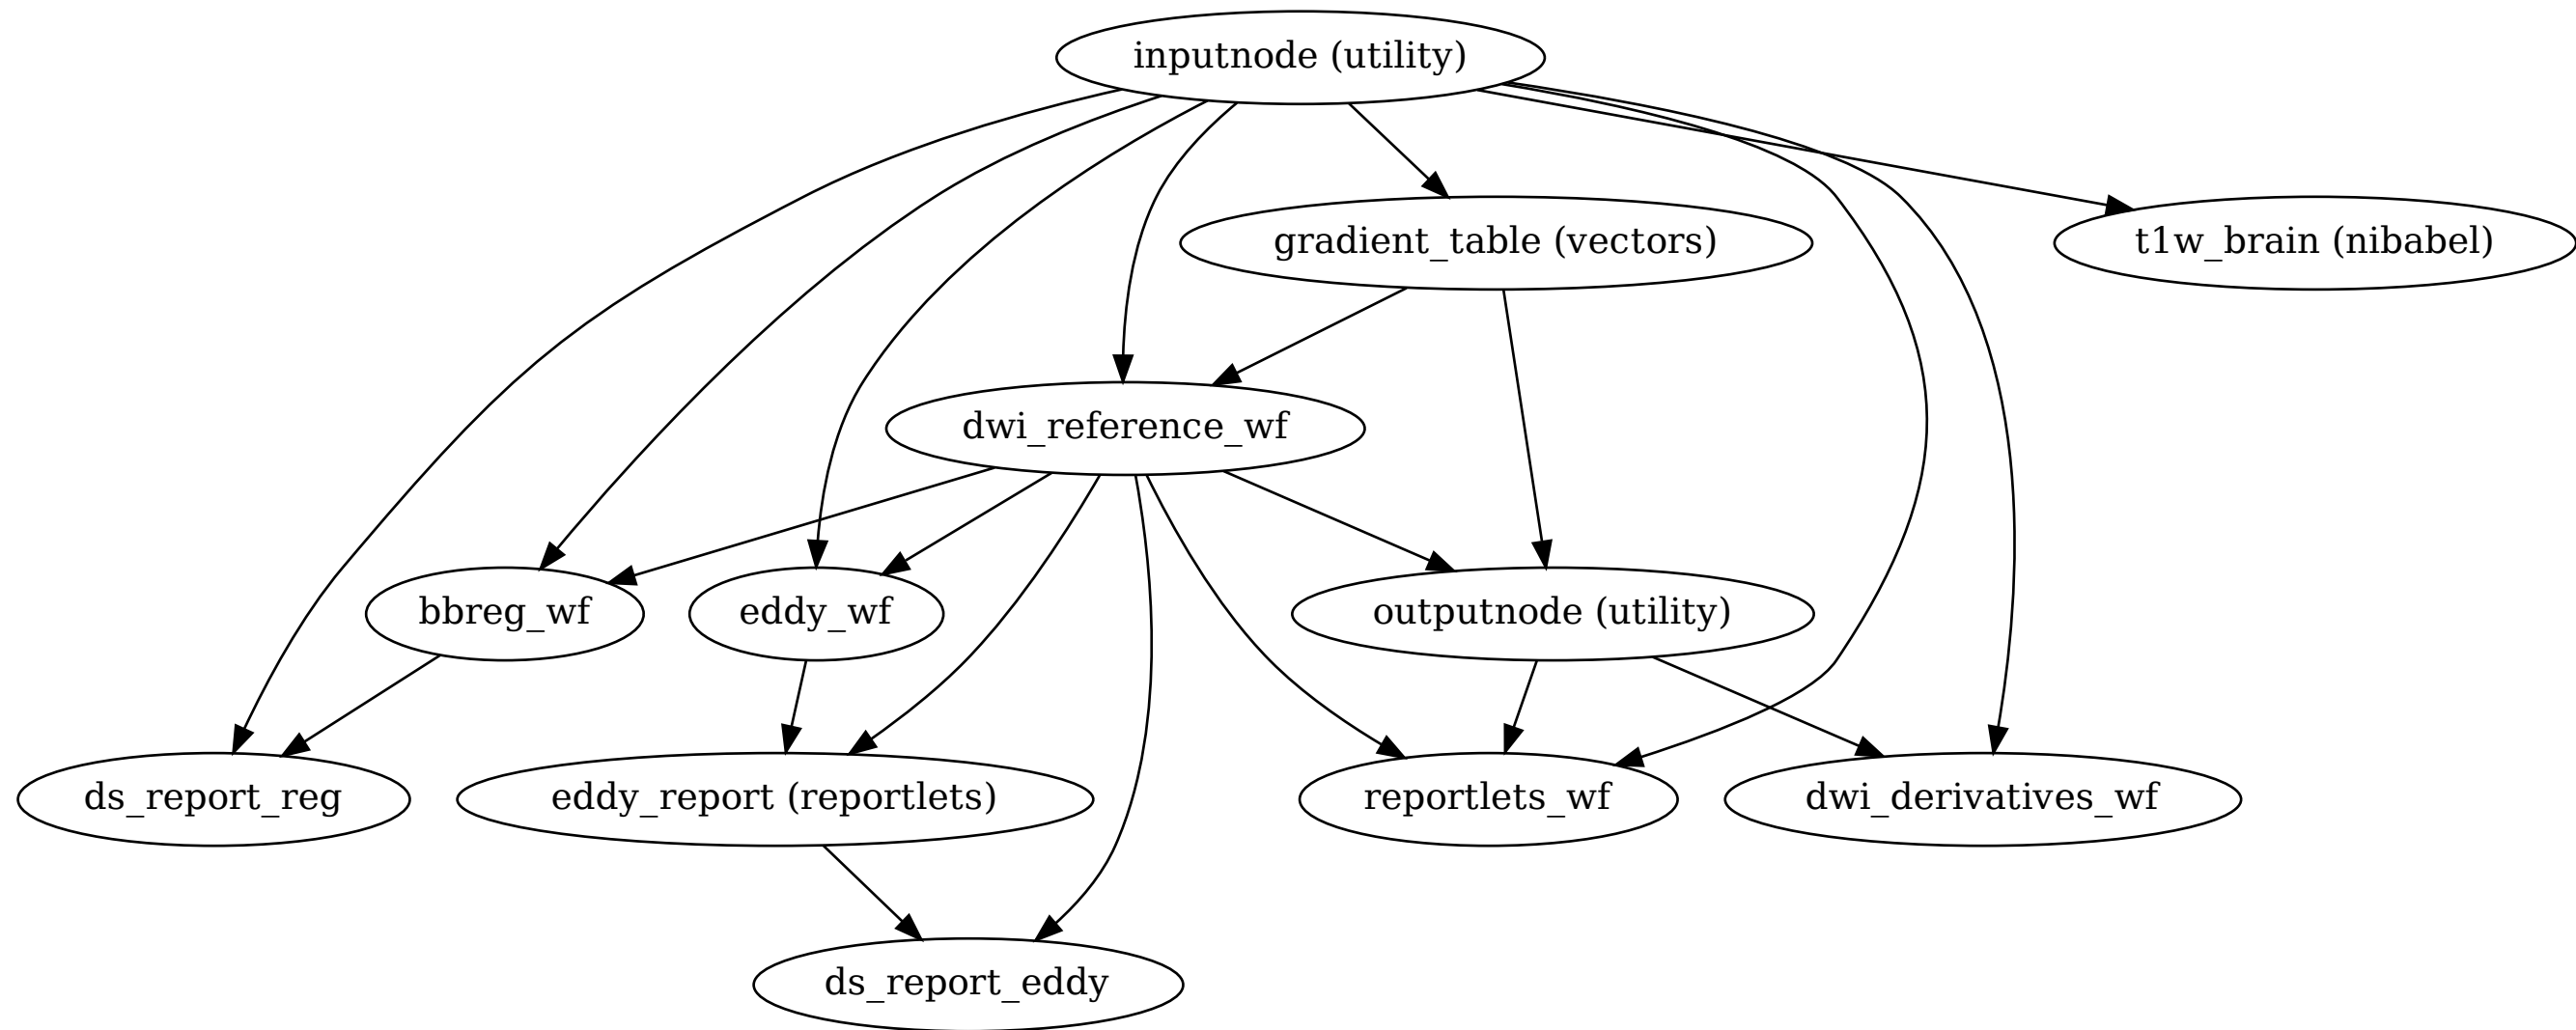 inputnode (utility)
gradient_table (vectors)
t1w_brain (nibabel)
dwi_reference_wf
bbreg_wf
eddy_wf
outputnode (utility)
ds_report_reg
eddy_report (reportlets)
reportlets_wf
dwi_derivatives_wf
ds_report_eddy